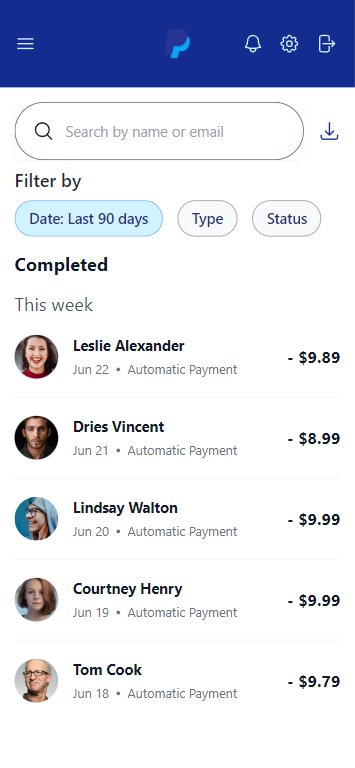 Search by name or email
Filter by
Date: Last 90 days Type Status
Completed
This week
Leslie Alexander
- $9.89
Jun 22 • Automatic Payment
Dries Vincent
- $8.99
Jun 21 • Automatic Payment
Lindsay Walton
- $9.99
Jun 20 • Automatic Payment
Courtney Henry
- $9.99
Jun 19 • Automatic Payment
Tom Cook
- $9.79
Jun 18 • Automatic Payment